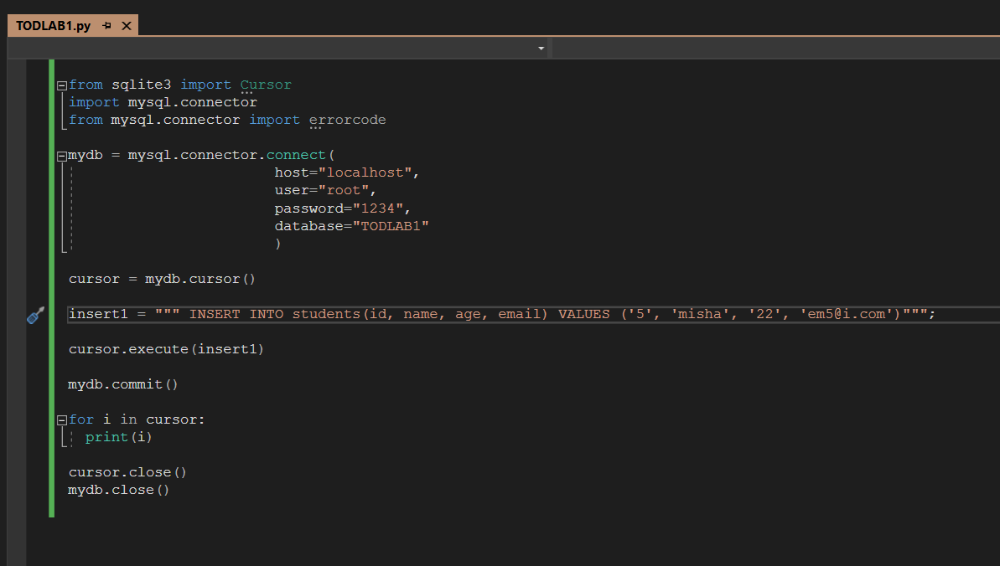 TODLAB1.py
from sqlite3 import Cursor
import mysql.connector
from mysql.connector import errorcode
mydb = mysql.connector.connect(
host="localhost",
user="root",
password="1234",
database="TODLAB1"
)
cursor = mydb.cursor()
insert1 = """ INSERT INTO students(id, name, age, email) VALUES ('5', 'misha', '22', 'em5@i.com')""";
cursor.execute(insert1)
mydb.commit()
for i in cursor:
print(i)
cursor.close()
mydb.close()